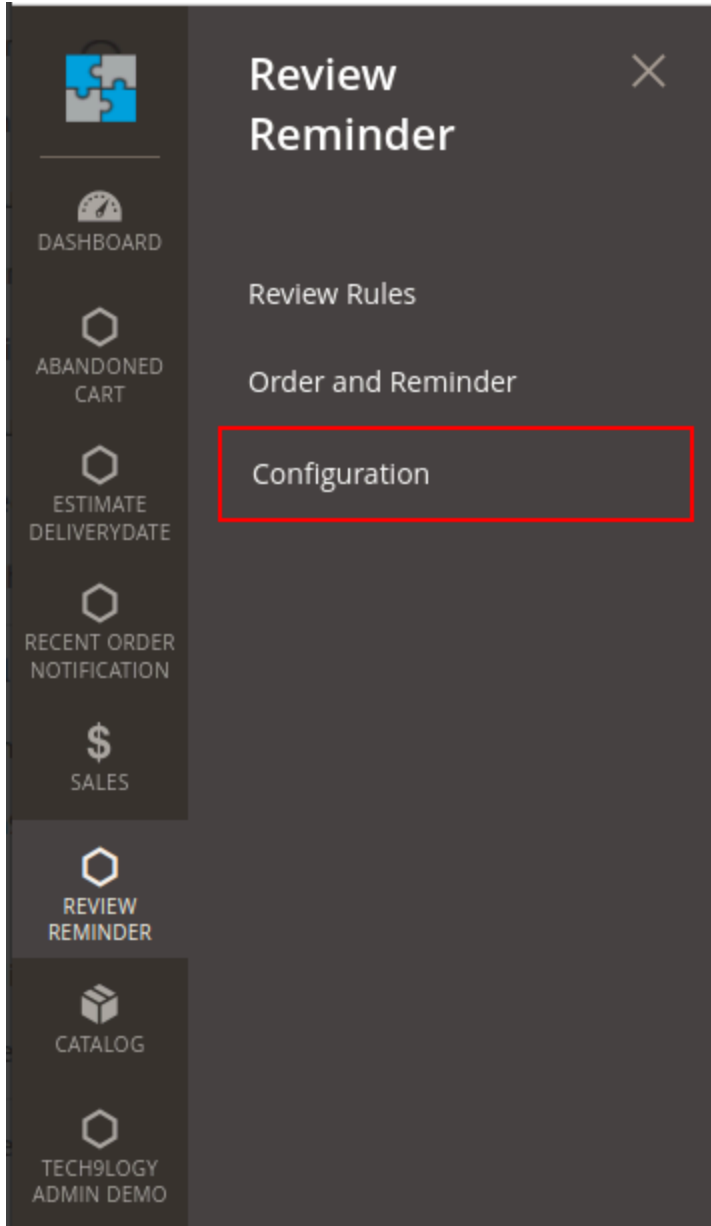 Review
Reminder
Review Rules
Order and Reminder
Configuration
DASHBOARD
ABANDONED
CART
ESTIMATE
DELIVERYDATE
RECENT ORDER
NOTIFICATION
$
SALES
REVIEW
REMINDER
CATALOG
TECH9LOGY
ADMIN DEMO